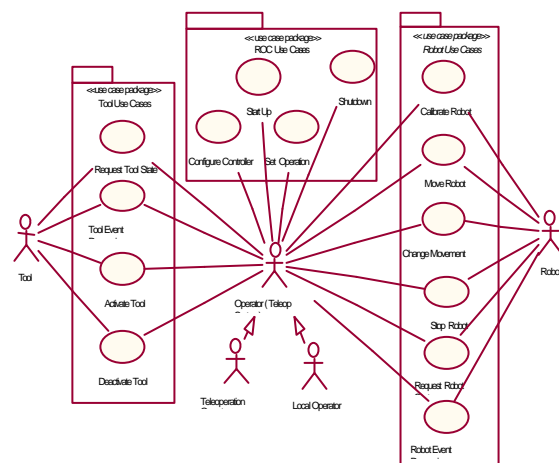 <<use case package>>
Tool Use Cases
Request Tool State
Tool Event
Activate Tool
Deactivate Tool
Tool
<<use case package>>
ROC Use Cases
Start Up
Shutdown
Configure Controller
Set Operation
Operator ( Teleop
Teleoperation
Local Operator
<<use case package>>
Robot Use Cases
Calibrate Robot
Move Robot
Change Movement
Stop Robot
Request Robot
Robot Event
Robo